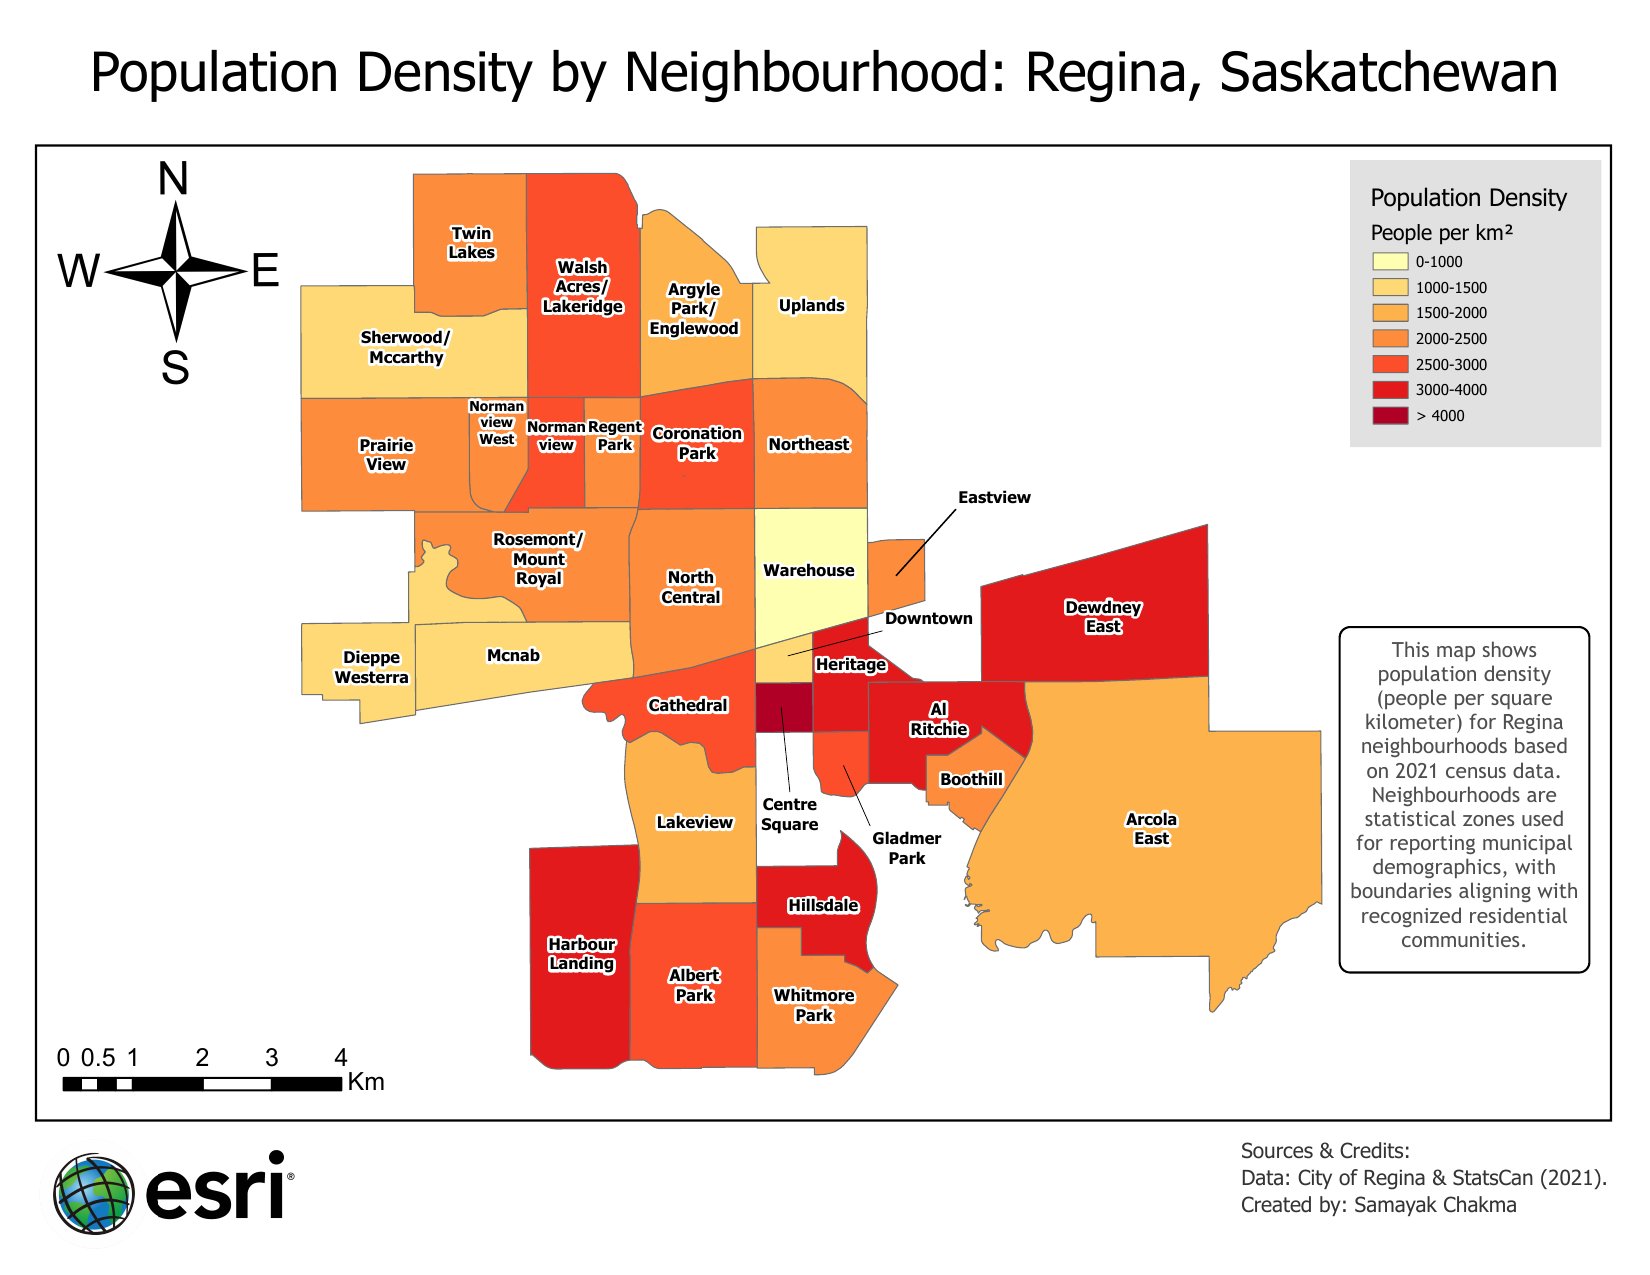 Population Density by Neighbourhood: Regina, Saskatchewan
N
W
E
S
Population Density
People per km²
0-1000
1000-1500
1500-2000
2000-2500
2500-3000
3000-4000
> 4000
Twin
Lakes
Walsh
Acres/
Lakeridge
Argyle
Park/
Englewood
Uplands
Sherwood/
Mccarthy
Prairie
View
Norman
view
West
Norman
view
Regent
Park
Coronation
Park
Northeast
Eastview
Rosemont/
Mount
Royal
North
Central
Warehouse
Dewdney
East
Downtown
Dieppe
Westerra
Mcnab
Heritage
Cathedral
Al
Ritchie
Boothill
Centre
Square
Gladmer
Park
Lakeview
Arcola
East
Hillsdale
Harbour
Landing
Albert
Park
Whitmore
Park
This map shows
population density
(people per square
kilometer) for Regina
neighbourhoods based
on 2021 census data.
Neighbourhoods are
statistical zones used
for reporting municipal
demographics, with
boundaries aligning with
recognized residential
communities.
0 0.5 1 2 3 4
Km
esri®
Sources & Credits:
Data: City of Regina & StatsCan (2021).
Created by: Samayak Chakma